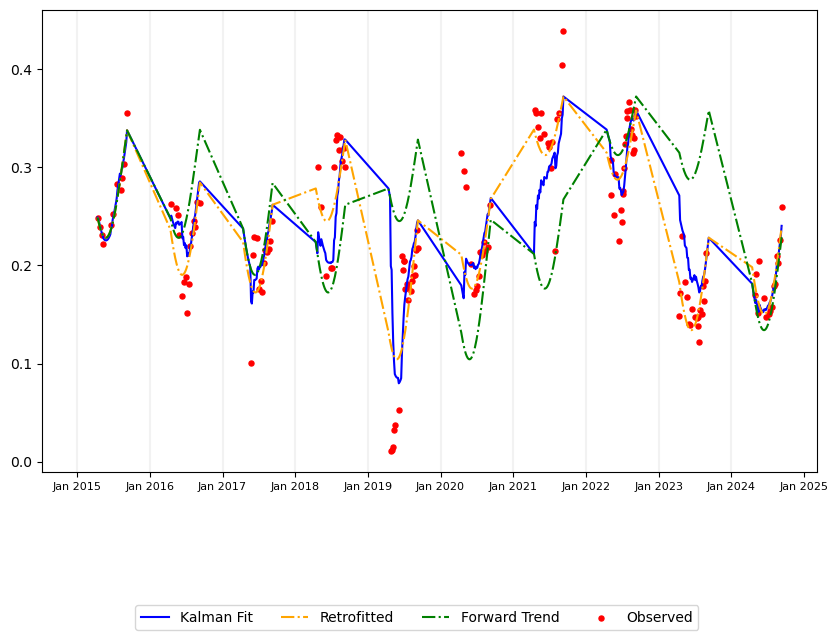 0.4
0.3
0.2
0.1
0.0
Jan 2015 Jan 2016 Jan 2017 Jan 2018 Jan 2019 Jan 2020 Jan 2021 Jan 2022 Jan 2023 Jan 2024 Jan 2025
Kalman Fit Retrofitted Forward Trend Observed